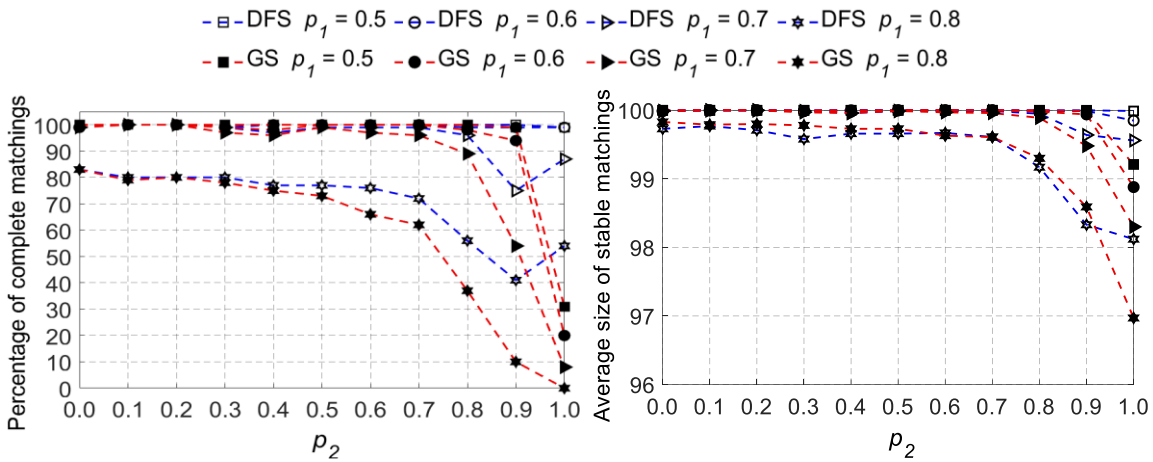 DFS p1 = 0.5 DFS p1 = 0.6 DFS p1 = 0.7 DFS p1 = 0.8
GS p1 = 0.5 GS p1 = 0.6 GS p1 = 0.7 GS p1 = 0.8
Percentage of complete matchings
100
90
80
70
60
50
40
30
20
10
0
0.0 0.1 0.2 0.3 0.4 0.5 0.6 0.7 0.8 0.9 1.0
p2
Average size of stable matchings
100
99
98
97
96
0.0 0.1 0.2 0.3 0.4 0.5 0.6 0.7 0.8 0.9 1.0
p2